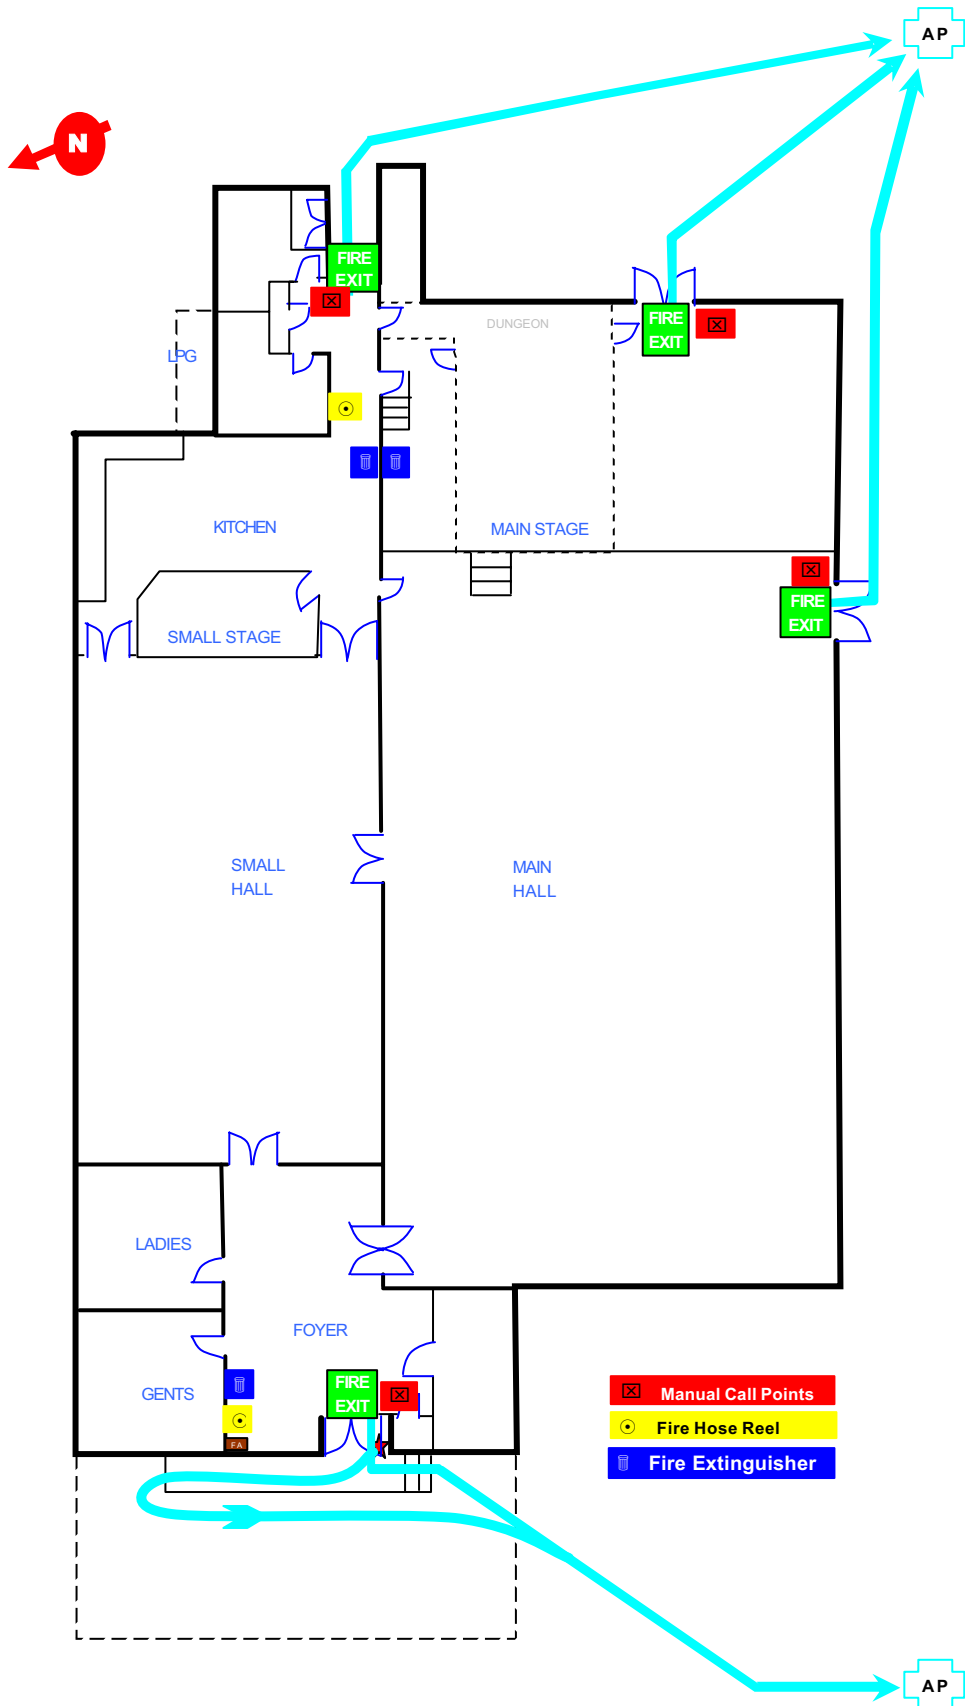 AP
N
FIRE
EXIT
DUNGEON
FIRE
EXIT
LPG
KITCHEN
MAIN STAGE
FIRE
EXIT
SMALL STAGE
SMALL
HALL
MAIN
HALL
LADIES
FOYER
GENTS
FIRE
EXIT
FA
Manual Call Points
Fire Hose Reel
Fire Extinguisher
AP